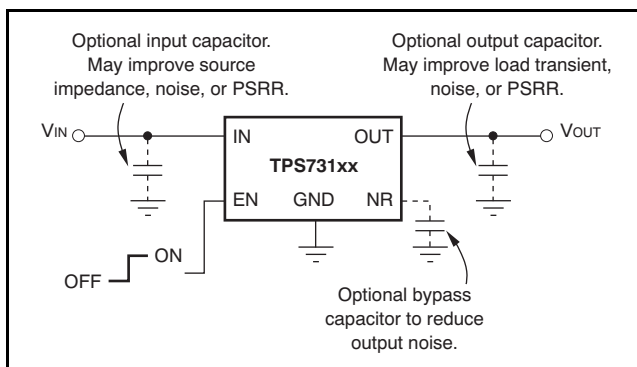 Optional input capacitor.
May improve source
impedance, noise, or PSRR.
Optional output capacitor.
May improve load transient,
noise, or PSRR.
VIN
IN
OUT
VOUT
TPS731xx
EN
GND
NR
ON
OFF
Optional bypass
capacitor to reduce
output noise.